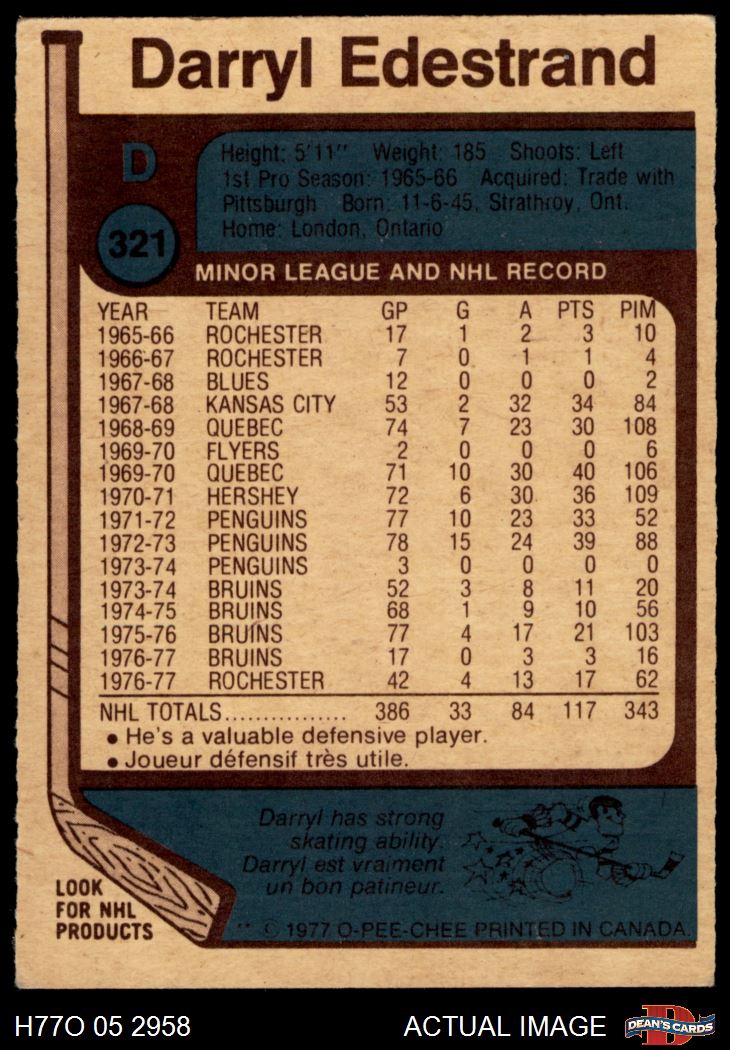 Darryl Edestrand
D
321
Height: 5'11" Weight: 185 Shoots: Left
1st Pro Season: 1965-66 Acquired: Trade with
Pittsburgh Born: 11-6-45, Strathroy, Ont.
Home: London, Ontario
MINOR LEAGUE AND NHL RECORD
YEAR TEAM GP G A PTS PIM
1965-66 ROCHESTER 17 1 2 3 10
1966-67 ROCHESTER 7 0 1 1 4
1967-68 BLUES 12 0 0 0 2
1967-68 KANSAS CITY 53 2 32 34 84
1968-69 QUEBEC 74 7 23 30 108
1969-70 FLYERS 2 0 0 0 6
1969-70 QUEBEC 71 10 30 40 106
1970-71 HERSHEY 72 6 30 36 109
1971-72 PENGUINS 77 10 23 33 52
1972-73 PENGUINS 78 15 24 39 88
1973-74 PENGUINS 3 0 0 0 0
1973-74 BRUINS 52 3 8 11 20
1974-75 BRUINS 68 1 9 10 56
1975-76 BRUINS 77 4 17 21 103
1976-77 BRUINS 17 0 3 3 16
1976-77 ROCHESTER 42 4 13 17 62
NHL TOTALS................ 386 33 84 117 343
• He's a valuable defensive player.
• Joueur défensif très utile.
Darryl has strong
skating ability.
Darryl est vraiment
un bon patineur.
LOOK
FOR NHL
PRODUCTS
** © 1977 O-PEE-CHEE PRINTED IN CANADA.
H77O 05 2958 ACTUAL IMAGE
D
DEAN'S CARDS